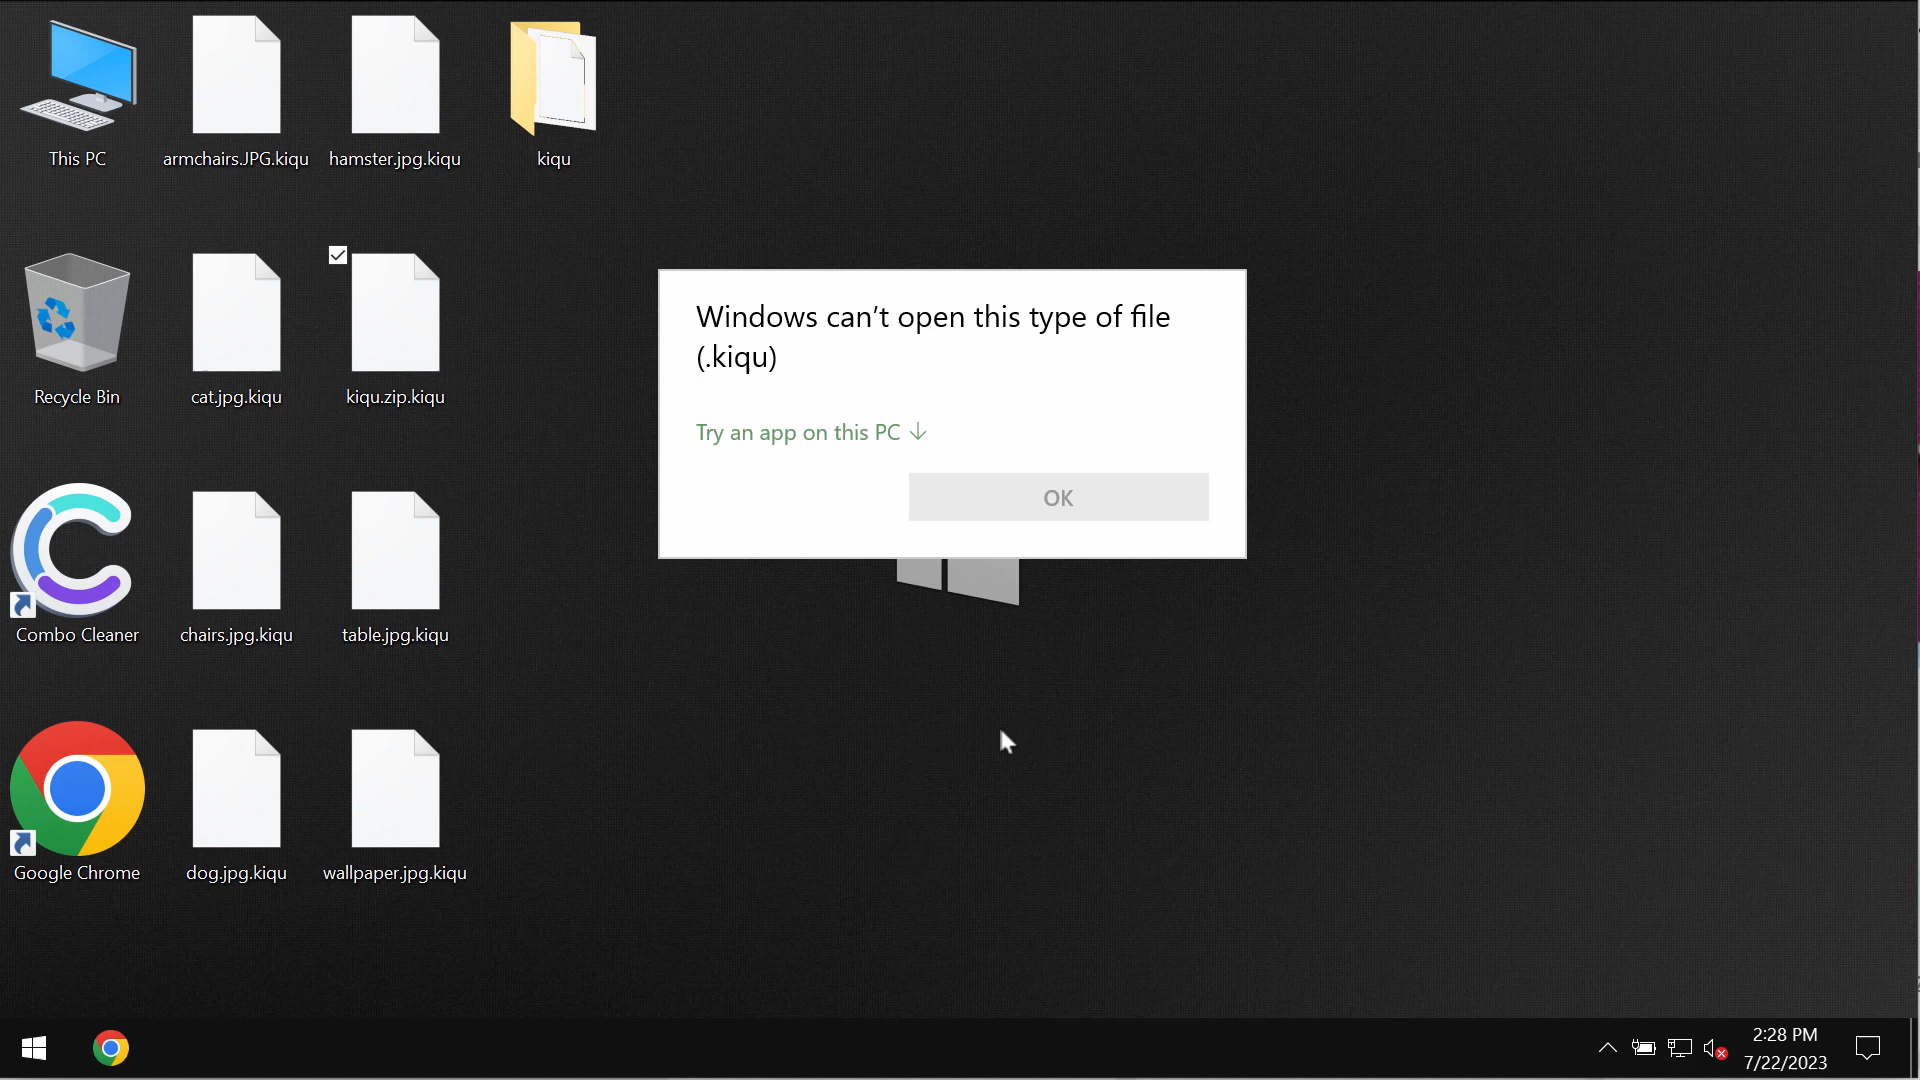 This PC
armchairs.JPG.kiqu
hamster.jpg.kiqu
kiqu
Recycle Bin
cat.jpg.kiqu
kiqu.zip.kiqu
Windows can't open this type of file
(.kiqu)
Try an app on this PC
OK
Combo Cleaner
chairs.jpg.kiqu
table.jpg.kiqu
Google Chrome
dog.jpg.kiqu
wallpaper.jpg.kiqu
2:28 PM
7/22/2023